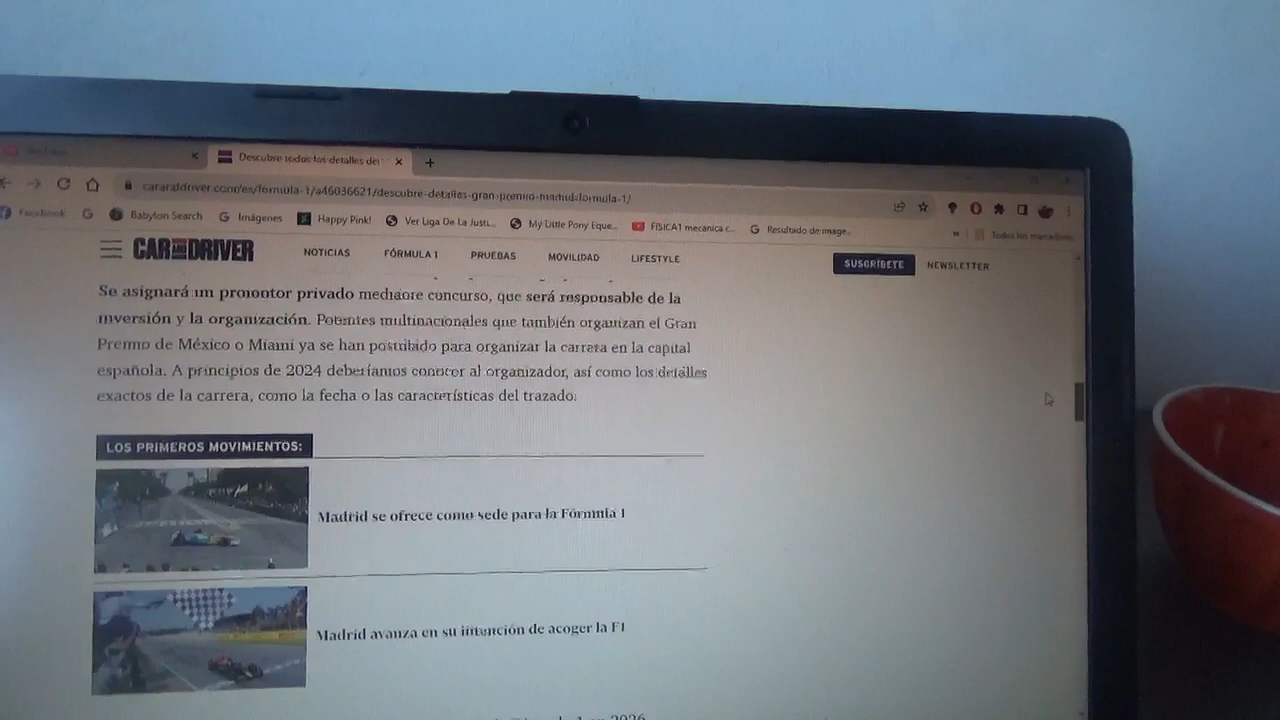 Descubre todos los detalles del
caranddriver.com/es/formula-1/a46036621/descubre-detalles-gran-premio-madrid-formula-1/
Facebook
Babylon Search
Imágenes
Happy Pink!
Ver Liga De La Justi...
My Little Pony Eque...
FISICA1 mecanica c...
Resultado de image...
»
Todos los marcadores
CAR AND DRIVER
NOTICIAS
FÓRMULA 1
PRUEBAS
MOVILIDAD
LIFESTYLE
SUSCRÍBETE
NEWSLETTER
Se asignará un promotor privado mediante concurso, que será responsable de la
inversión y la organización. Potentes multinacionales que también organizan el Gran
Premio de México o Miami ya se han postulado para organizar la carrera en la capital
española. A principios de 2024 deberíamos conocer al organizador, así como los detalles
exactos de la carrera, como la fecha o las características del trazado.
LOS PRIMEROS MOVIMIENTOS:
Madrid se ofrece como sede para la Fórmula 1
Madrid avanza en su intención de acoger la F1
2026